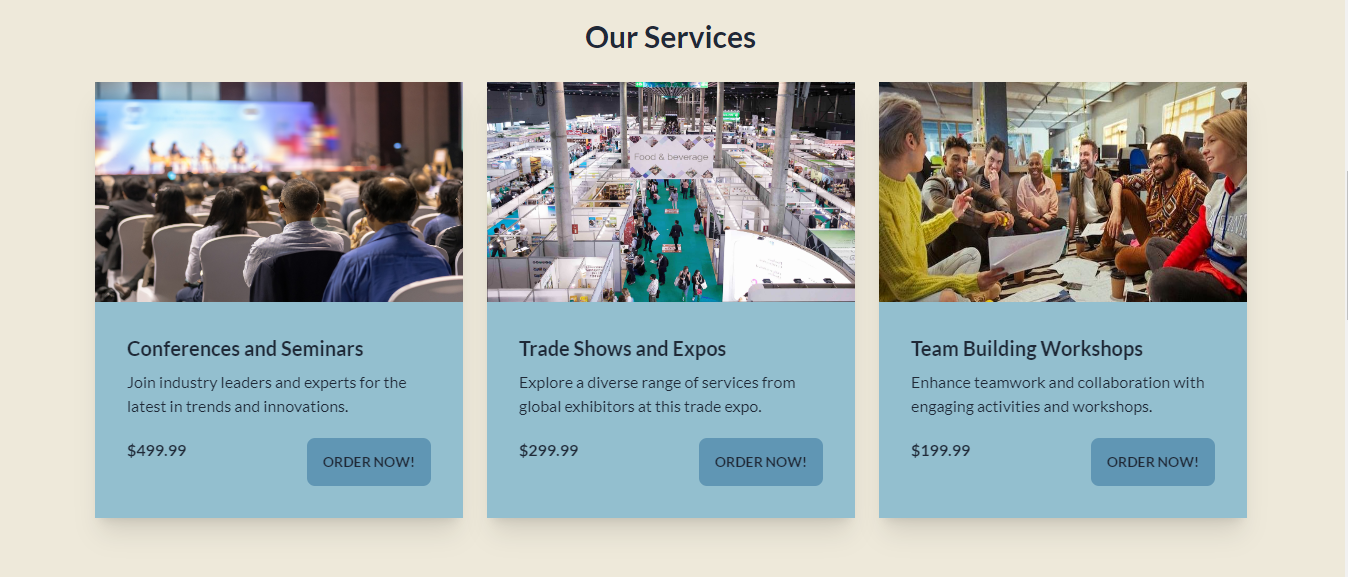 Our Services
Food & beverage
Conferences and Seminars
Join industry leaders and experts for the
latest in trends and innovations.
$499.99
ORDER NOW!
Trade Shows and Expos
Explore a diverse range of services from
global exhibitors at this trade expo.
$299.99
ORDER NOW!
Team Building Workshops
Enhance teamwork and collaboration with
engaging activities and workshops.
$199.99
ORDER NOW!